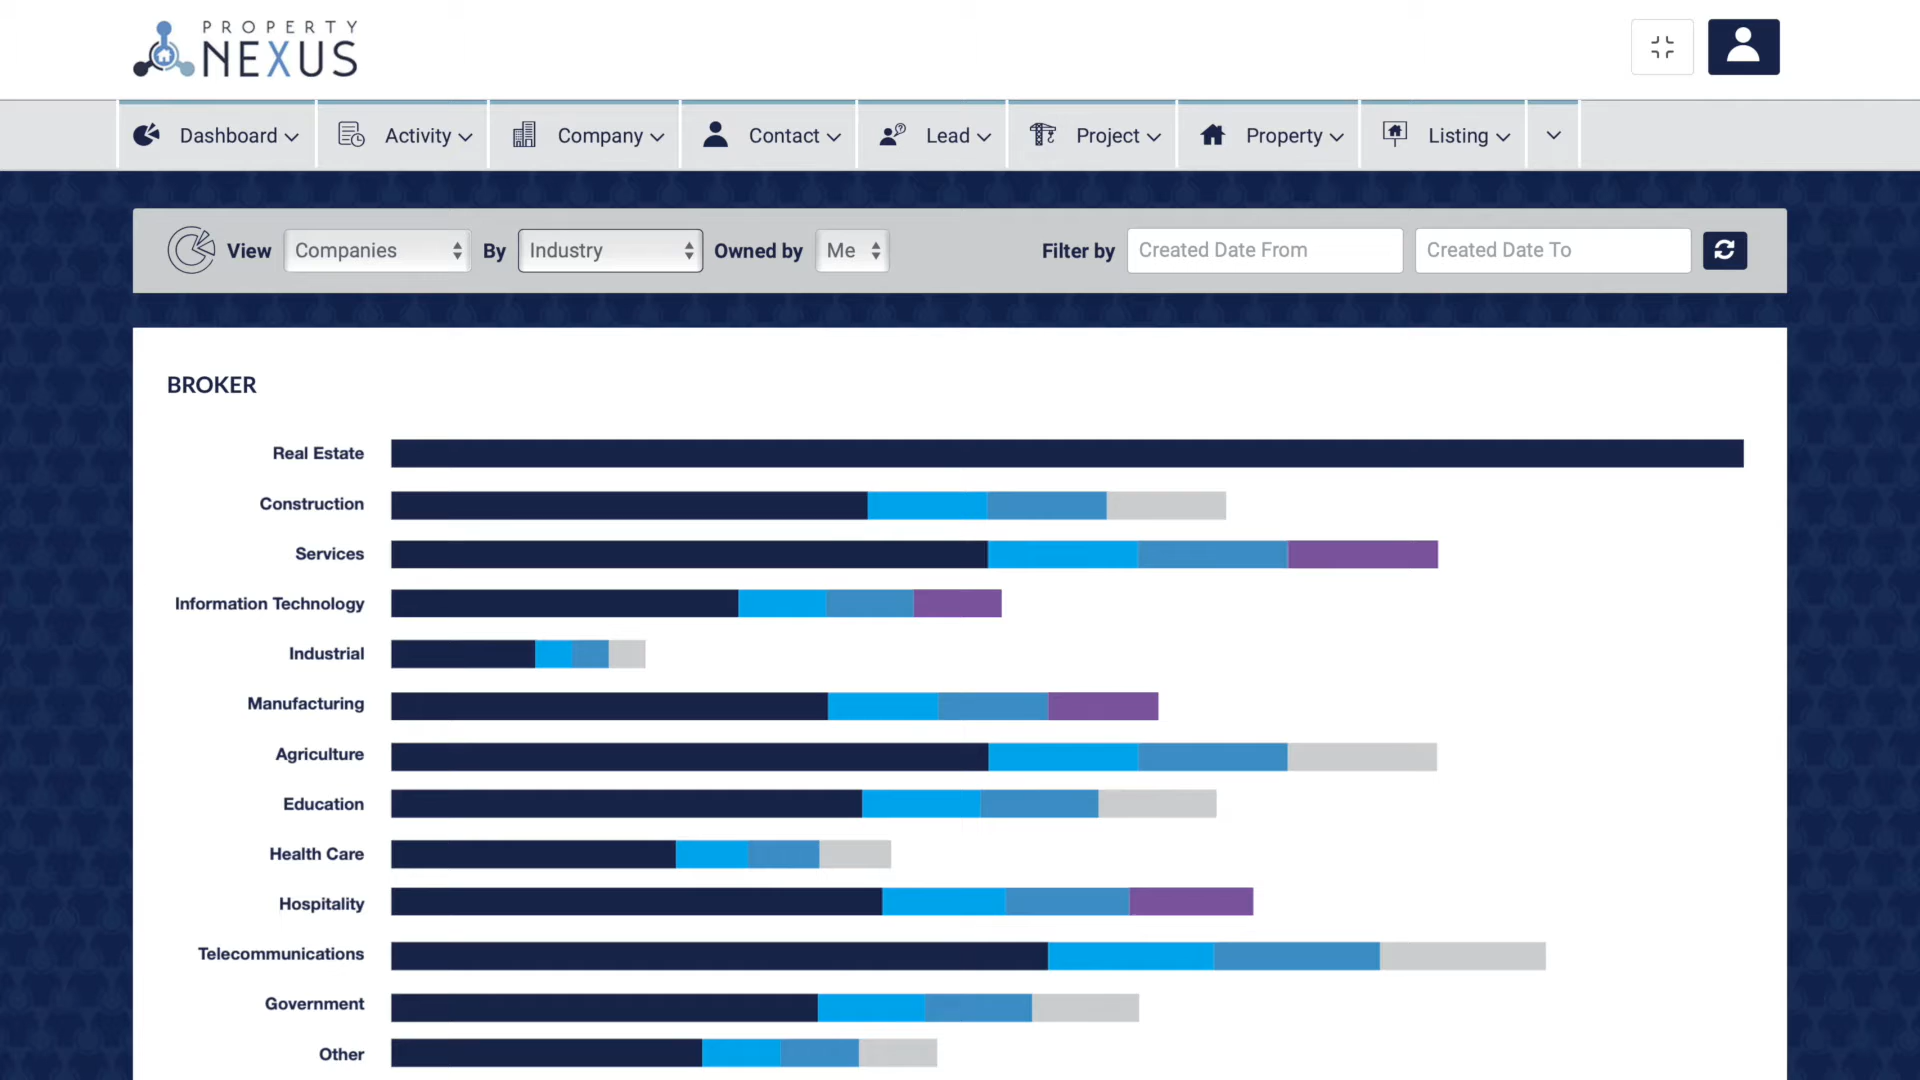 PROPERTY
NEXUS
Dashboard Activity Company Contact Lead Project Property Listing
View Companies By Industry Owned by Me Filter by Created Date From Created Date To
BROKER
Real Estate
Construction
Services
Information Technology
Industrial
Manufacturing
Agriculture
Education
Health Care
Hospitality
Telecommunications
Government
Other